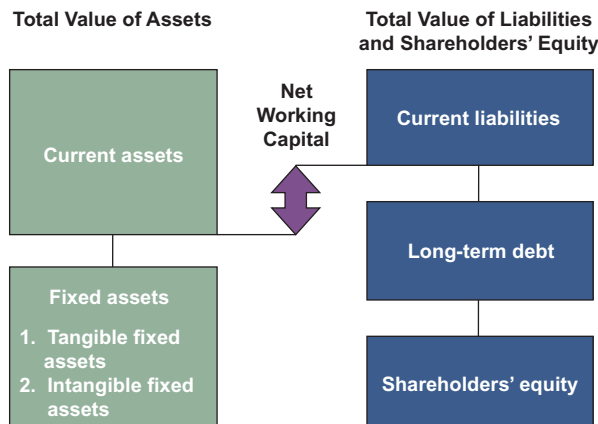 Total Value of Assets
Total Value of Liabilities
and Shareholders’ Equity
Net
Working
Capital
Current assets
Current liabilities
Long-term debt
Fixed assets
1. Tangible fixed
assets
2. Intangible fixed
assets
Shareholders’ equity